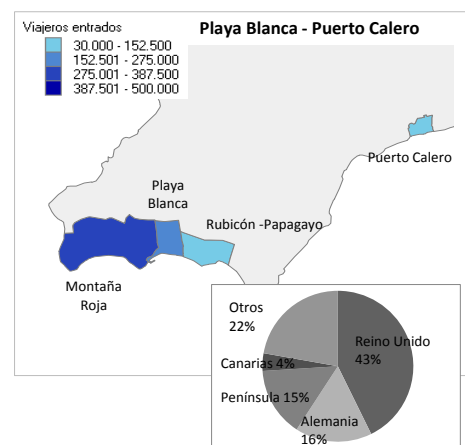 Playa Blanca - Puerto Calero
Viajeros entrados
30.000 - 152.500
152.501 - 275.000
275.001 - 387.500
387.501 - 500.000
Puerto Calero
Playa
Blanca
Rubicón -Papagayo
Montaña
Roja
Otros
22%
Reino Unido
43%
Canarias 4%
Península 15%
Alemania
16%